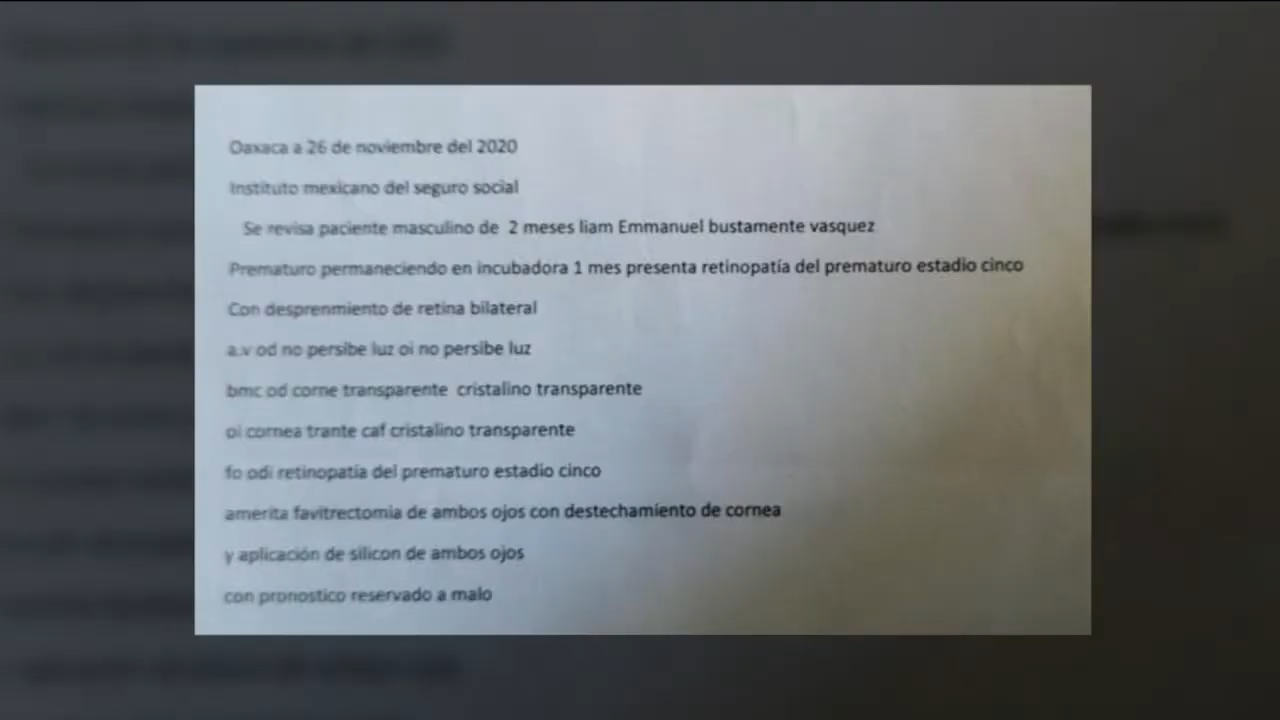 Oaxaca a 26 de noviembre del 2020
Instituto mexicano del seguro social
Se revisa paciente masculino de 2 meses liam Emmanuel bustamente vasquez
Prematuro permaneciendo en incubadora 1 mes presenta retinopatía del prematuro estadio cinco
Con desprenmiento de retina bilateral
a.v od no persibe luz oi no persibe luz
bmc od corne transparente cristalino transparente
oi cornea trante caf cristalino transparente
fo odi retinopatía del prematuro estadio cinco
amerita favitrectomia de ambos ojos con destechamiento de cornea
y aplicación de silicon de ambos ojos
con pronostico reservado a malo